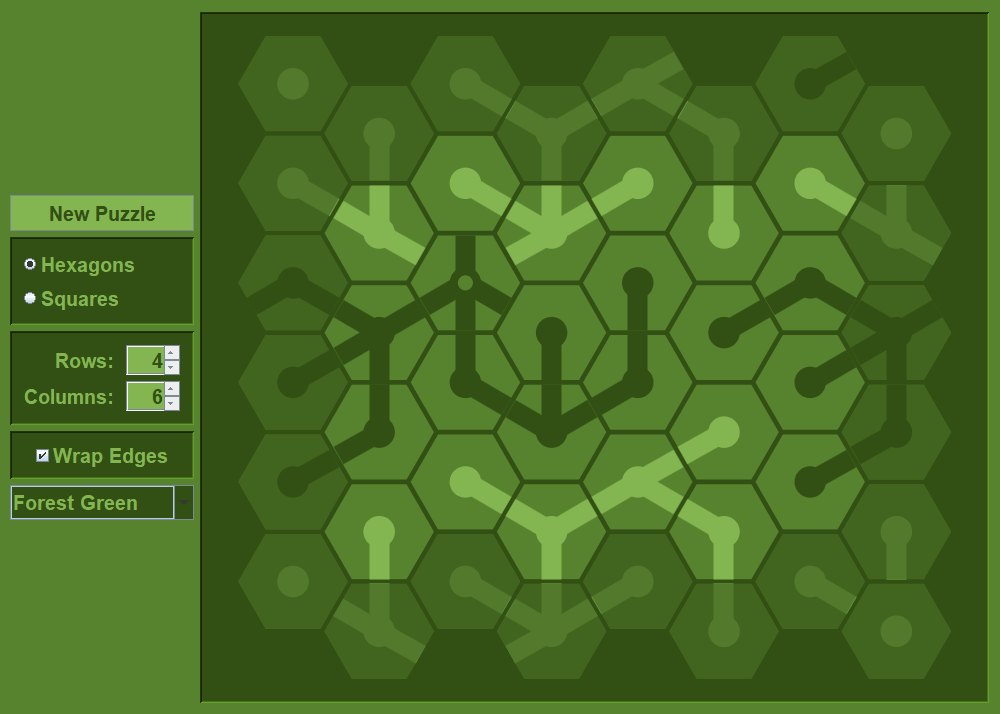 New Puzzle
Hexagons
Squares
Rows: 4
Columns: 6
Wrap Edges
Forest Green